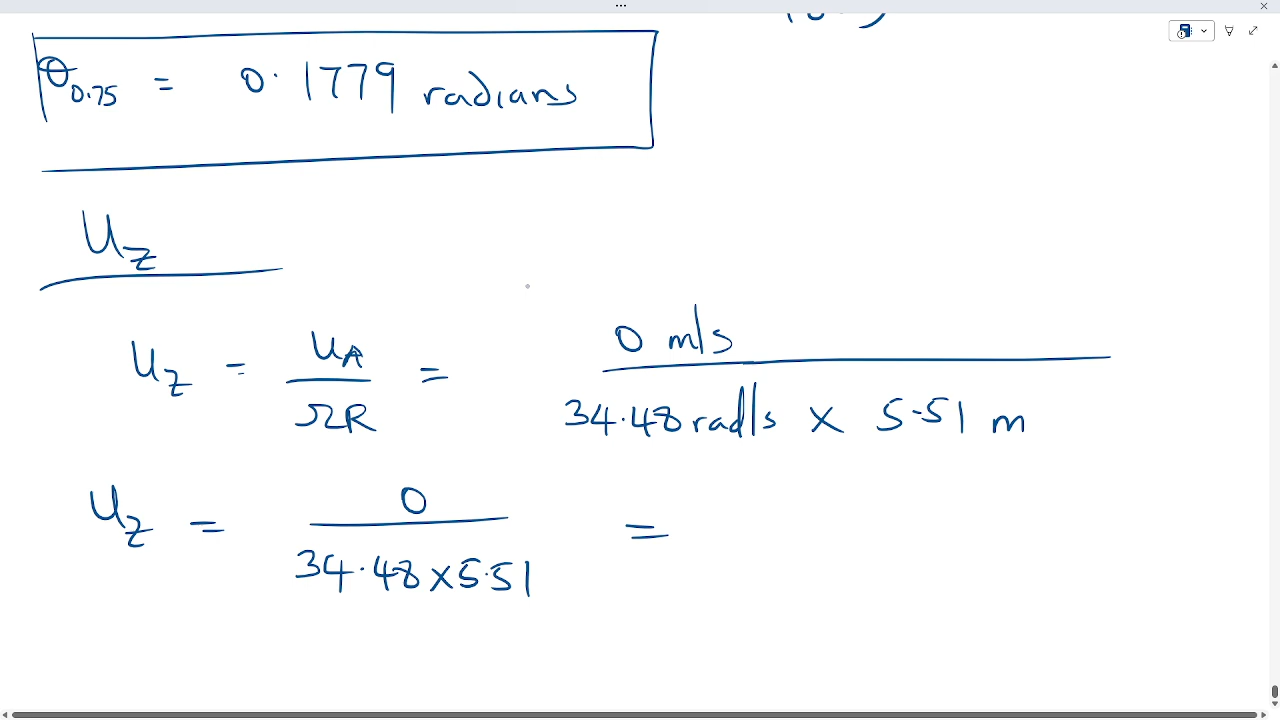 θ0.75 = 0.1779 radians
Uz
Uz = UA / ΩR = 0 m/s / 34.48 rad/s × 5.51 m
Uz = 0 / 34.48 × 5.51 =